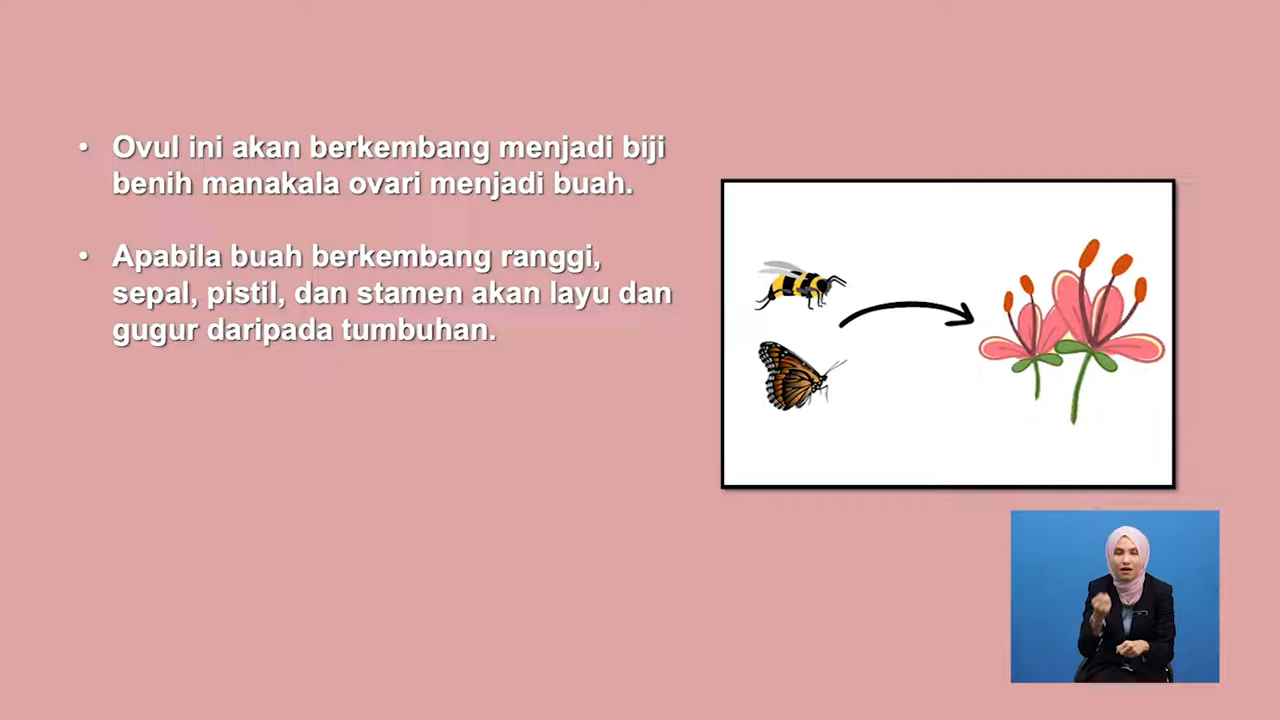 • Ovul ini akan berkembang menjadi biji
benih manakala ovari menjadi buah.
• Apabila buah berkembang ranggi,
sepal, pistil, dan stamen akan layu dan
gugur daripada tumbuhan.